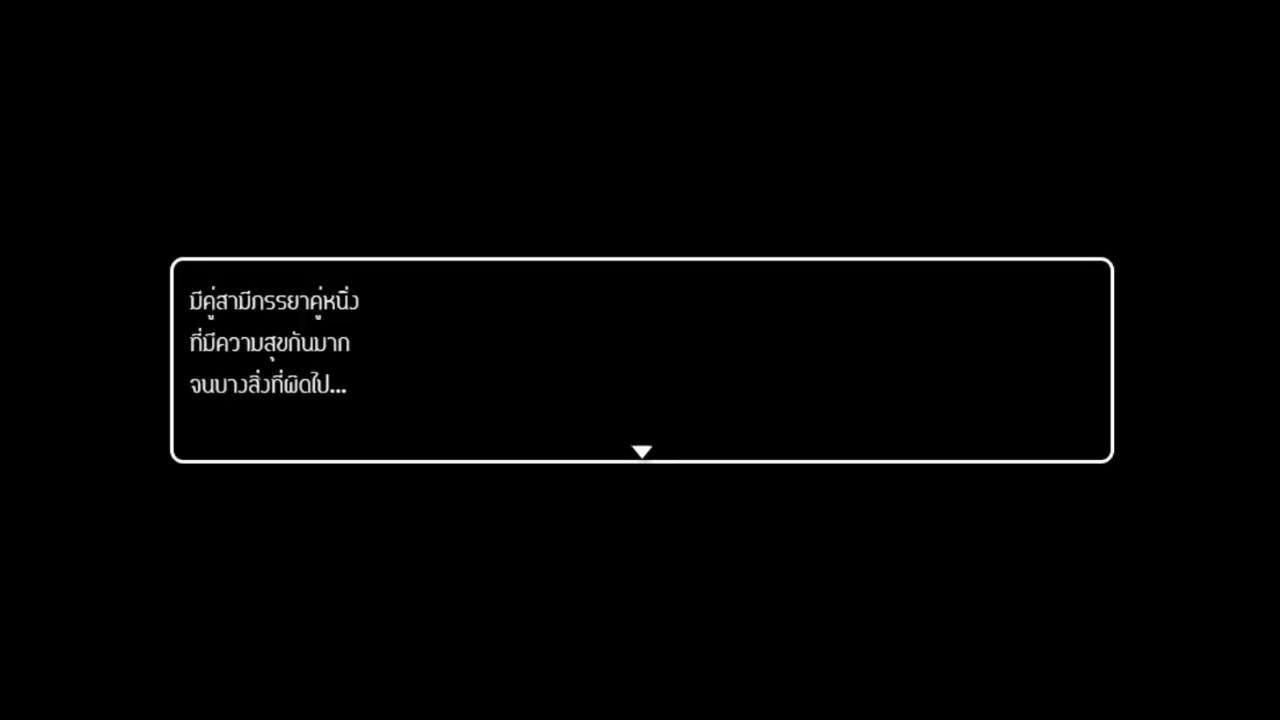 มีคู่สามีภรรยาคู่หนึ่ง
ที่มีความสุขกันมาก
จนบางสิ่งที่ผิดไป...